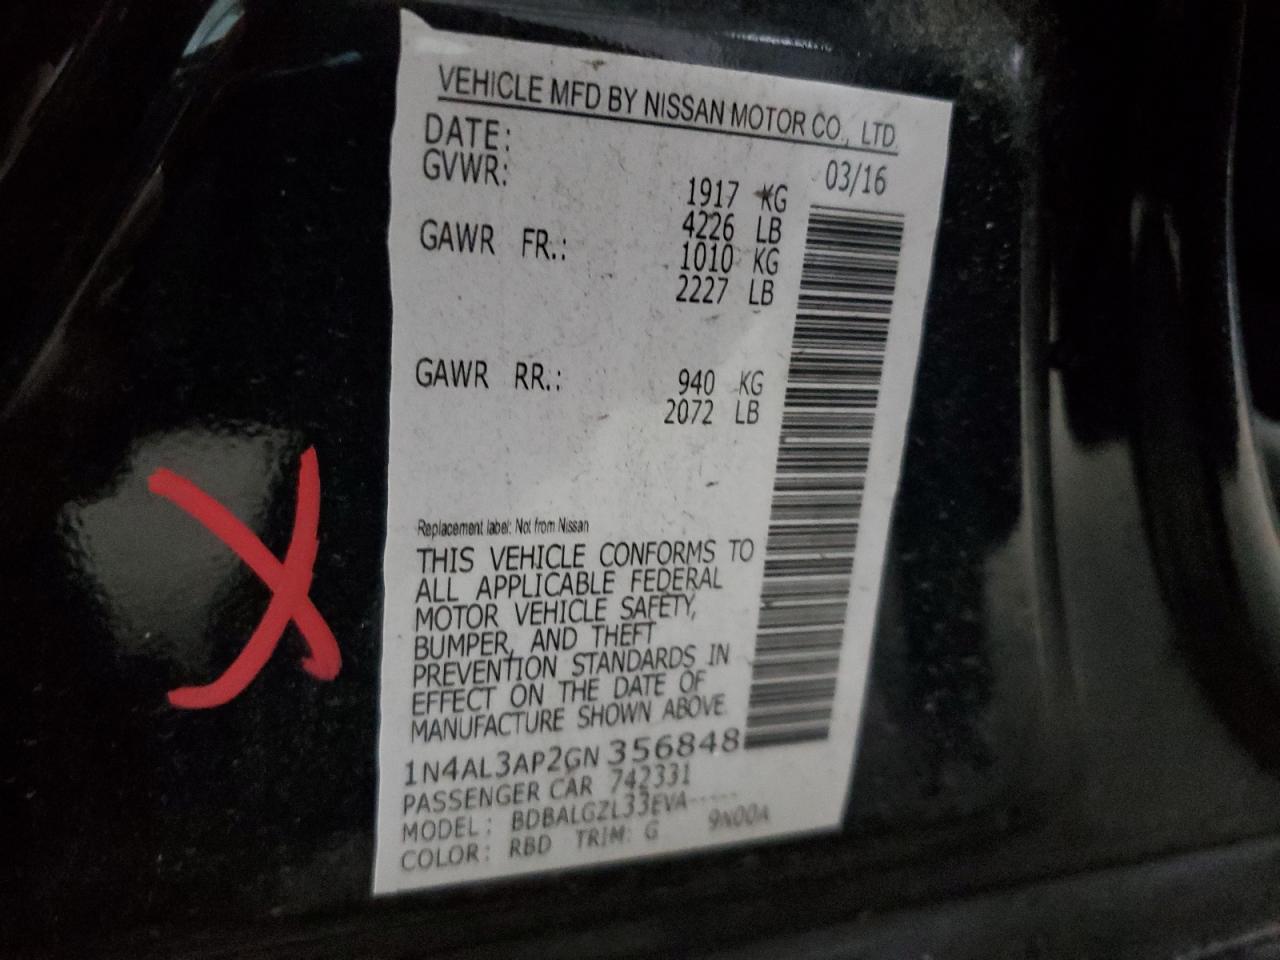 VEHICLE MFD BY NISSAN MOTOR CO., LTD.
DATE: 03/16
GVWR: 1917 KG
4226 LB
GAWR FR.: 1010 KG
2227 LB
GAWR RR.: 940 KG
2072 LB
Replacement label: Not from Nissan
THIS VEHICLE CONFORMS TO
ALL APPLICABLE FEDERAL
MOTOR VEHICLE SAFETY,
BUMPER, AND THEFT
PREVENTION STANDARDS IN
EFFECT ON THE DATE OF
MANUFACTURE SHOWN ABOVE
1N4AL3AP2GN356848
PASSENGER CAR 742331
MODEL: BDBALGZL33EVA-----
COLOR: RBD TRIM: G 9N00A